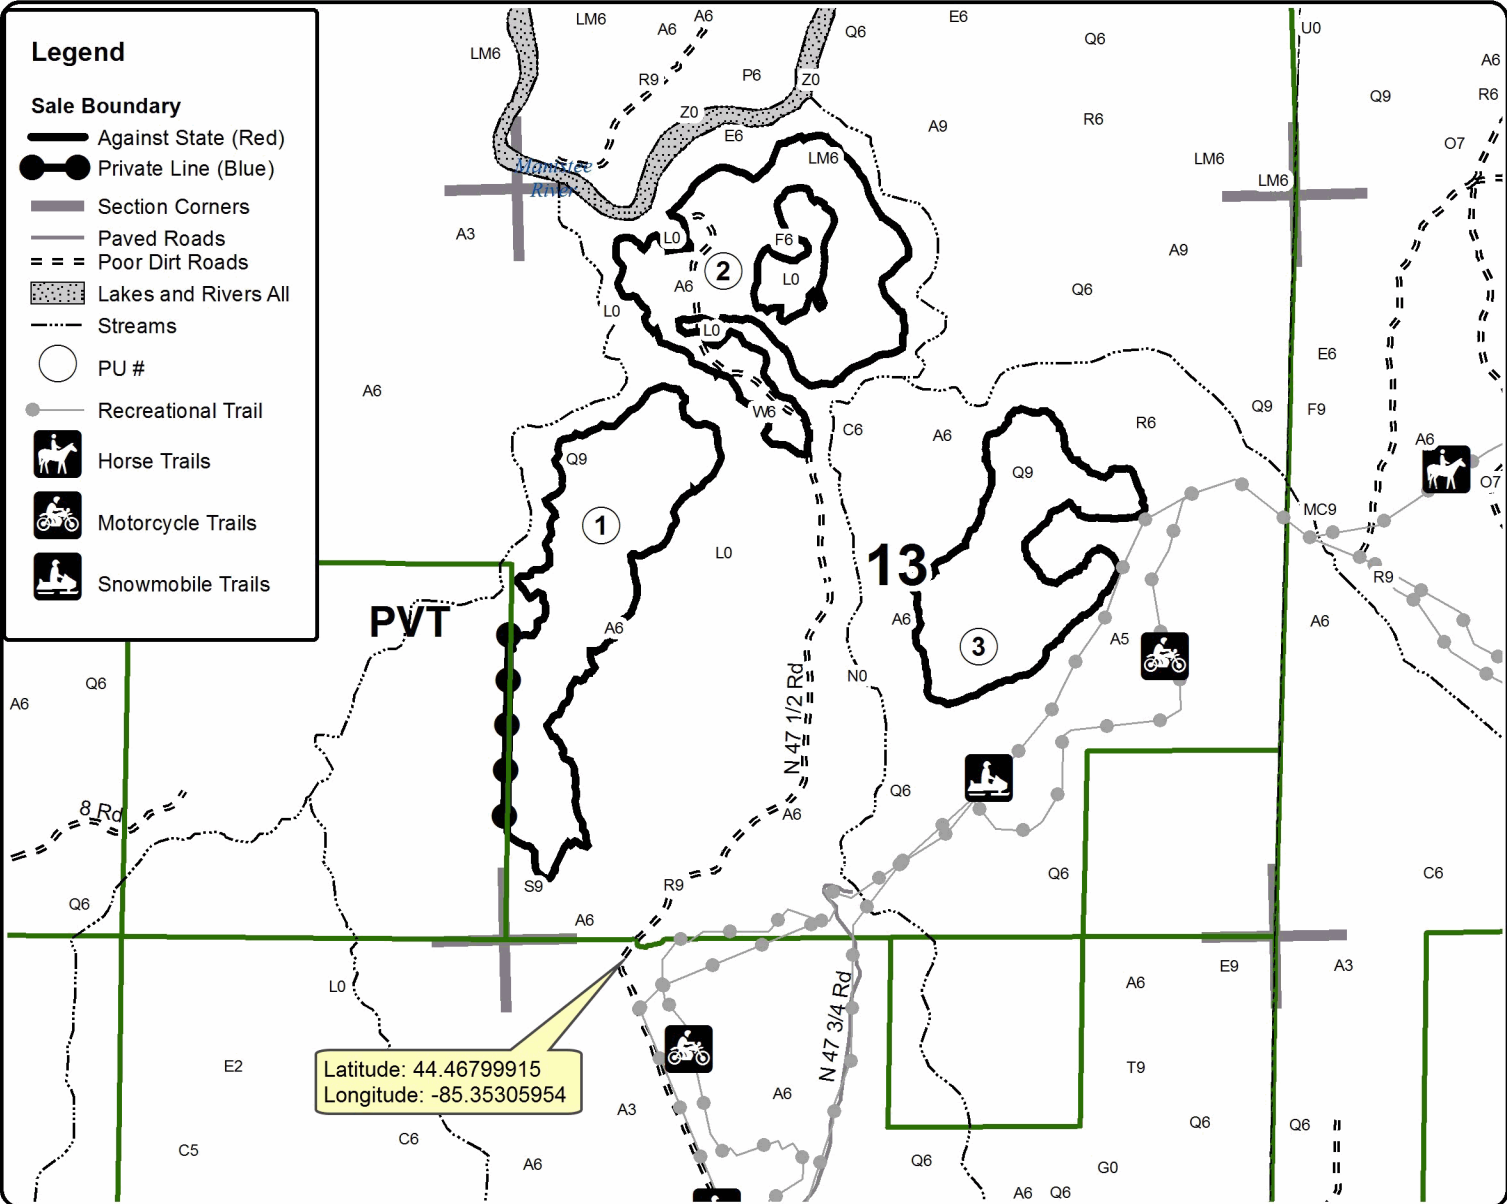 Legend
Sale Boundary
Against State (Red)
Private Line (Blue)
Section Corners
Paved Roads
Poor Dirt Roads
Lakes and Rivers All
Streams
PU #
Recreational Trail
Horse Trails
Motorcycle Trails
Snowmobile Trails
LM6
A6
A6
E6
Q6
Q6
U0
LM6
A6
R9
P6
Z0
Q9
R6
Z0
E6
A9
R6
O7
LM6
LM6
LM6
Manistee
River
A3
L0
F6
A9
2
L0
A6
Q6
L0
L0
E6
A6
W6
C6
A6
R6
Q9
F9
A6
Q9
Q9
O7
1
MC9
L0
13
R9
PVT
A6
A6
A5
A6
3
N0
Q6
A6
N 47 1/2 Rd
8 Rd
A6
Q6
R9
S9
Q6
C6
Q6
A6
E9
A3
L0
A6
N 47 3/4 Rd
Latitude: 44.46799915
Longitude: -85.35305954
E2
T9
A6
A3
Q6
Q6
C6
C5
A6
Q6
G0
A6
Q6